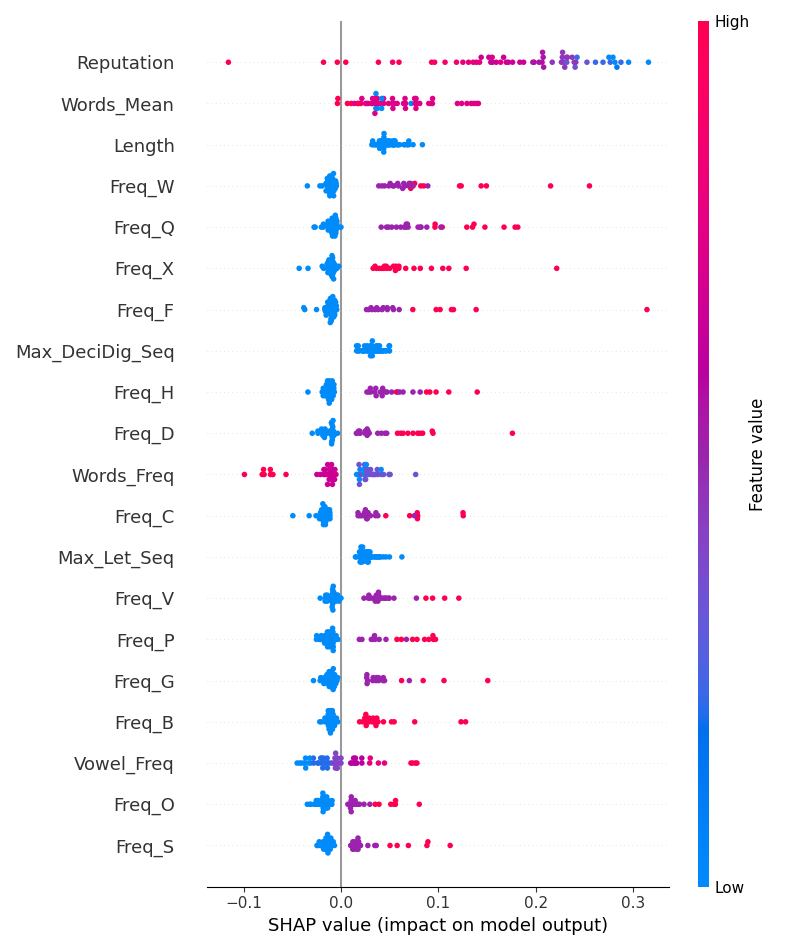 High
Reputation
Words_Mean
Length
Freq_W
Freq_Q
Freq_X
Freq_F
Max_DeciDig_Seq
Freq_H
Freq_D
Words_Freq
Freq_C
Max_Let_Seq
Freq_V
Freq_P
Freq_G
Freq_B
Vowel_Freq
Freq_O
Freq_S
Feature value
Low
−0.1 0.0 0.1 0.2 0.3
SHAP value (impact on model output)